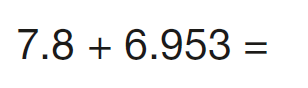 7.8 + 6.953 =